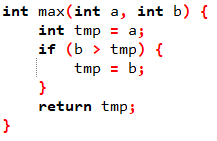 int max(int a, int b) {
    int tmp = a;
    if (b > tmp) {
        tmp = b;
    }
    return tmp;
}